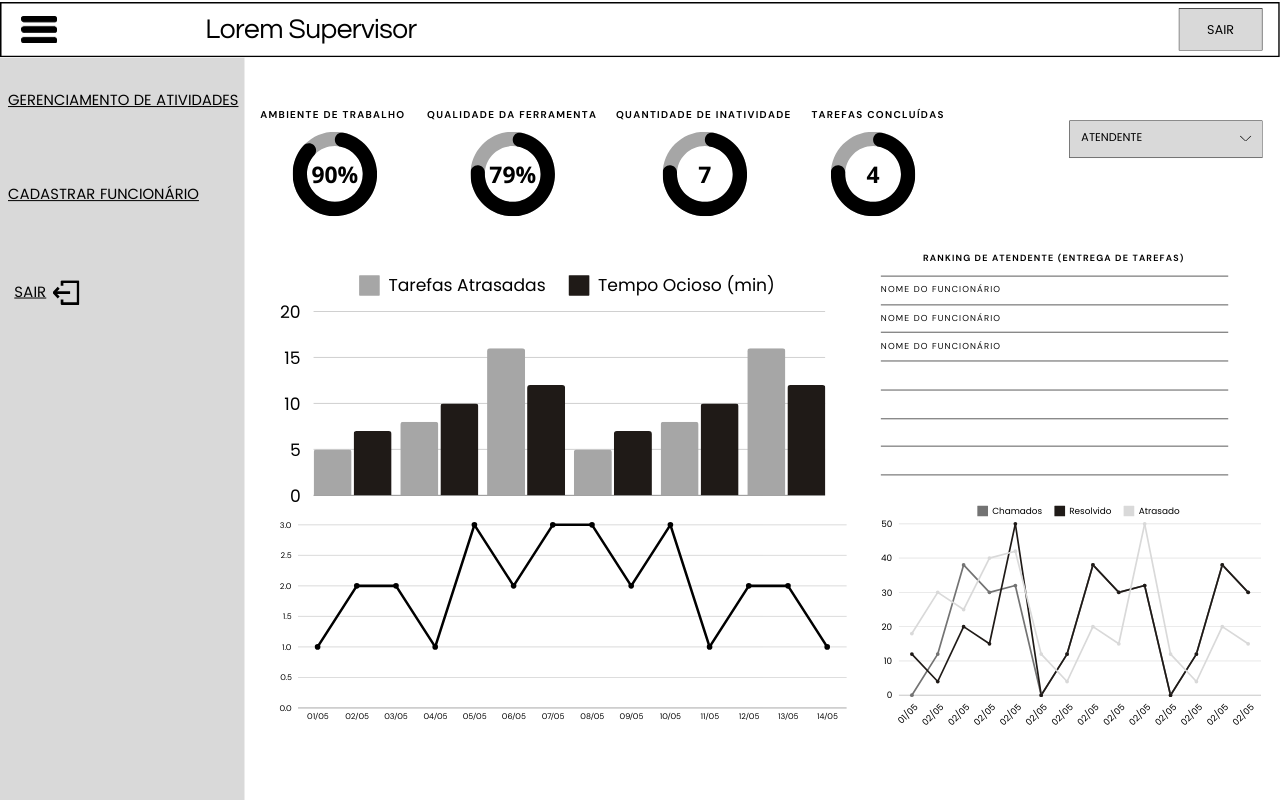 Lorem Supervisor
SAIR
GERENCIAMENTO DE ATIVIDADES
CADASTRAR FUNCIONÁRIO
SAIR
AMBIENTE DE TRABALHO
QUALIDADE DA FERRAMENTA
QUANTIDADE DE INATIVIDADE
TAREFAS CONCLUÍDAS
90%
79%
7
4
ATENDENTE
Tarefas Atrasadas
Tempo Ocioso (min)
20
15
10
5
0
3.0
2.5
2.0
1.5
1.0
0.5
0.0
01/05 02/05 03/05 04/05 05/05 06/05 07/05 08/05 09/05 10/05 11/05 12/05 13/05 14/05
RANKING DE ATENDENTE (ENTREGA DE TAREFAS)
NOME DO FUNCIONÁRIO
NOME DO FUNCIONÁRIO
NOME DO FUNCIONÁRIO
Chamados Resolvido Atrasado
50
40
30
20
10
0
01/05 02/05 02/05 02/05 02/05 02/05 02/05 02/05 02/05 02/05 02/05 02/05 02/05 02/05